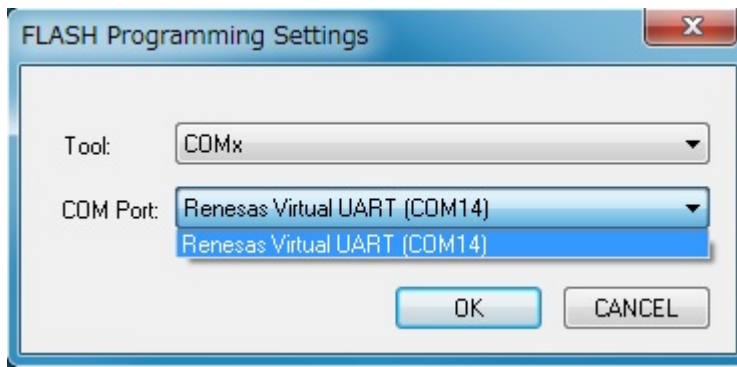 FLASH Programming Settings
x
Tool: COMx
COM Port: Renesas Virtual UART (COM14)
Renesas Virtual UART (COM14)
OK CANCEL